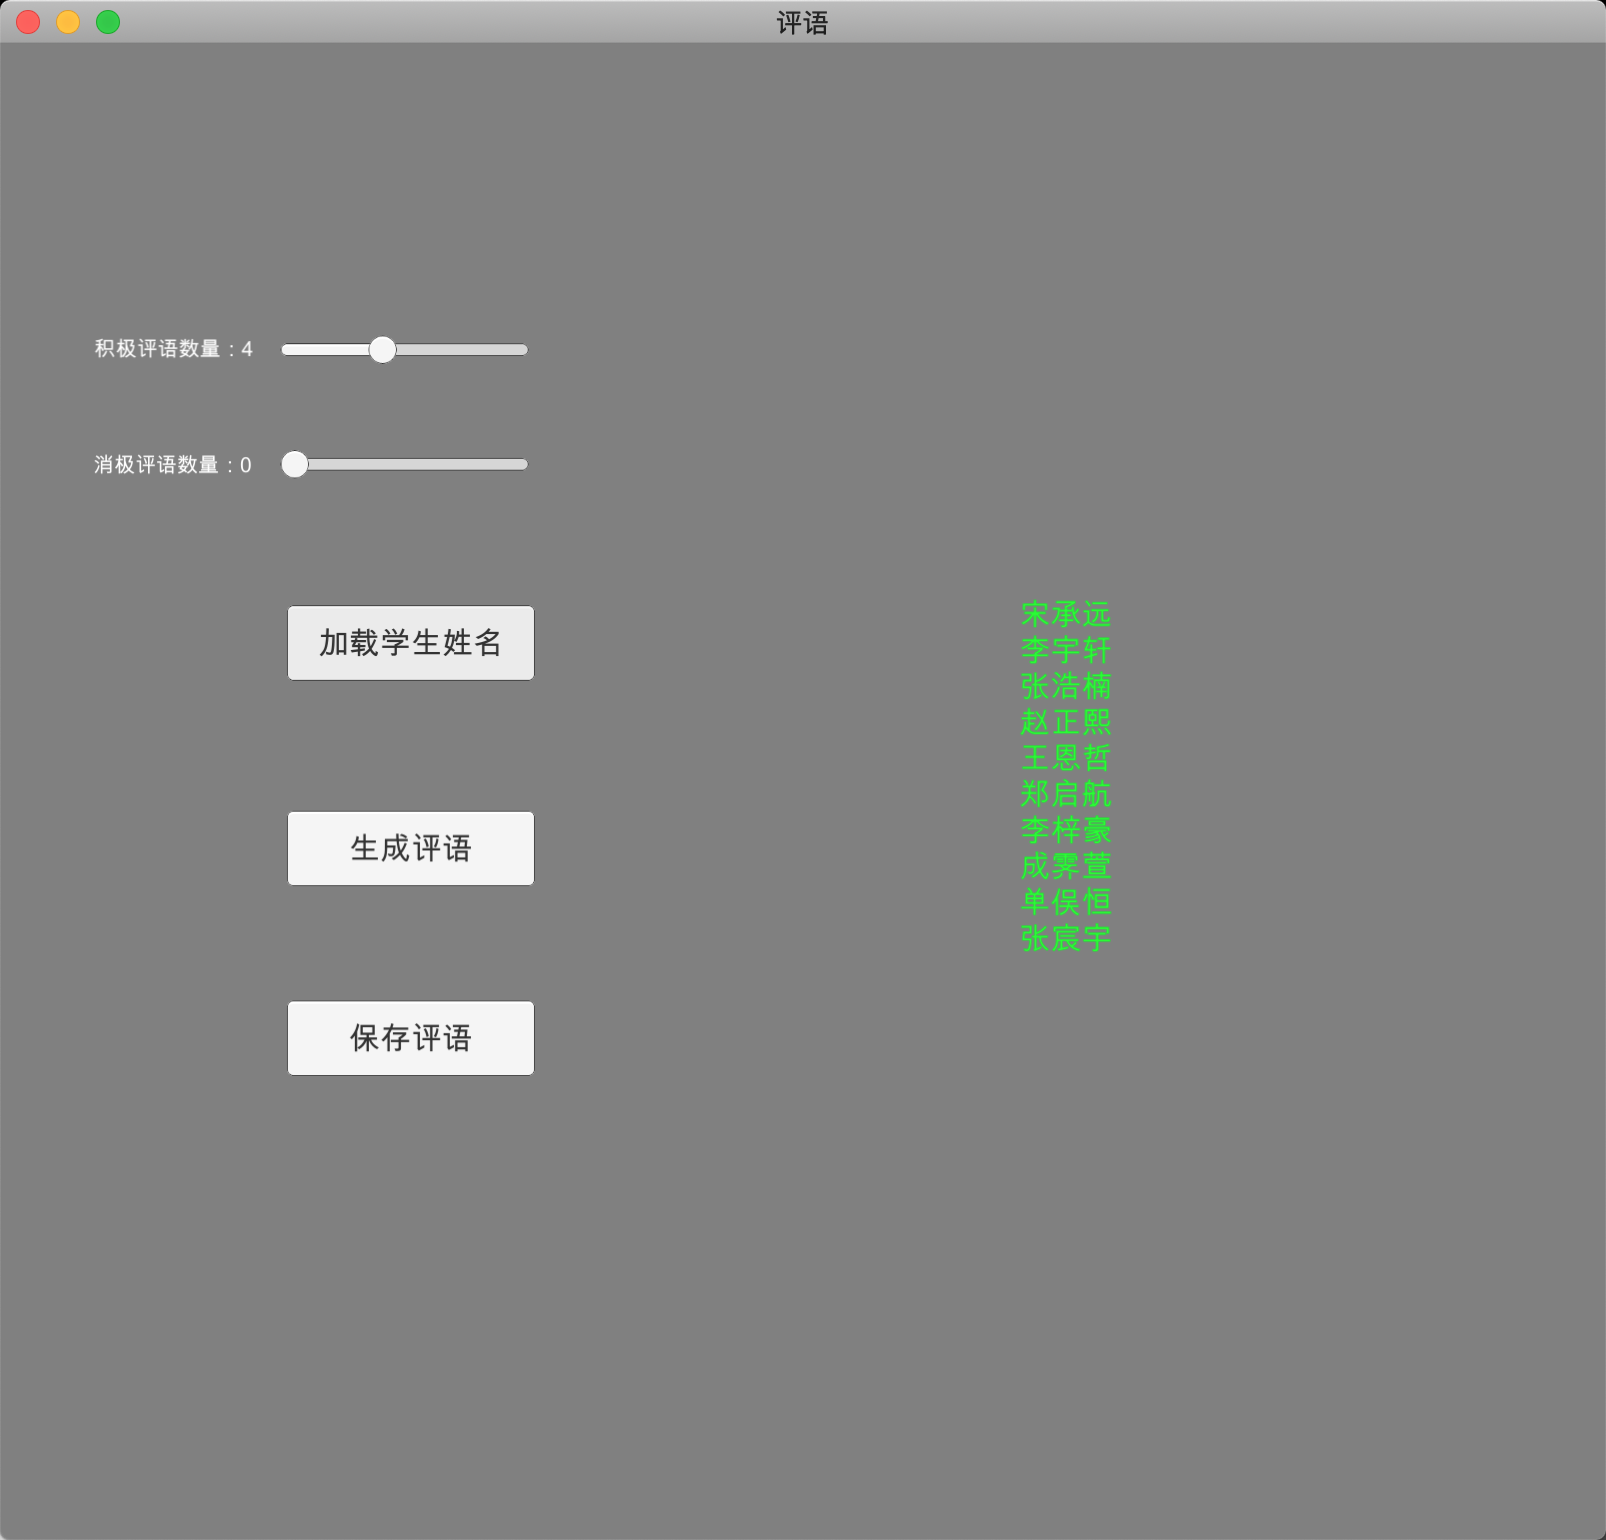 评语
积极评语数量 : 4
消极评语数量 : 0
加载学生姓名
生成评语
保存评语
宋承远
李宇轩
张浩楠
赵正熙
王恩哲
郑启航
李梓豪
成霁萱
单俣恒
张宸宇